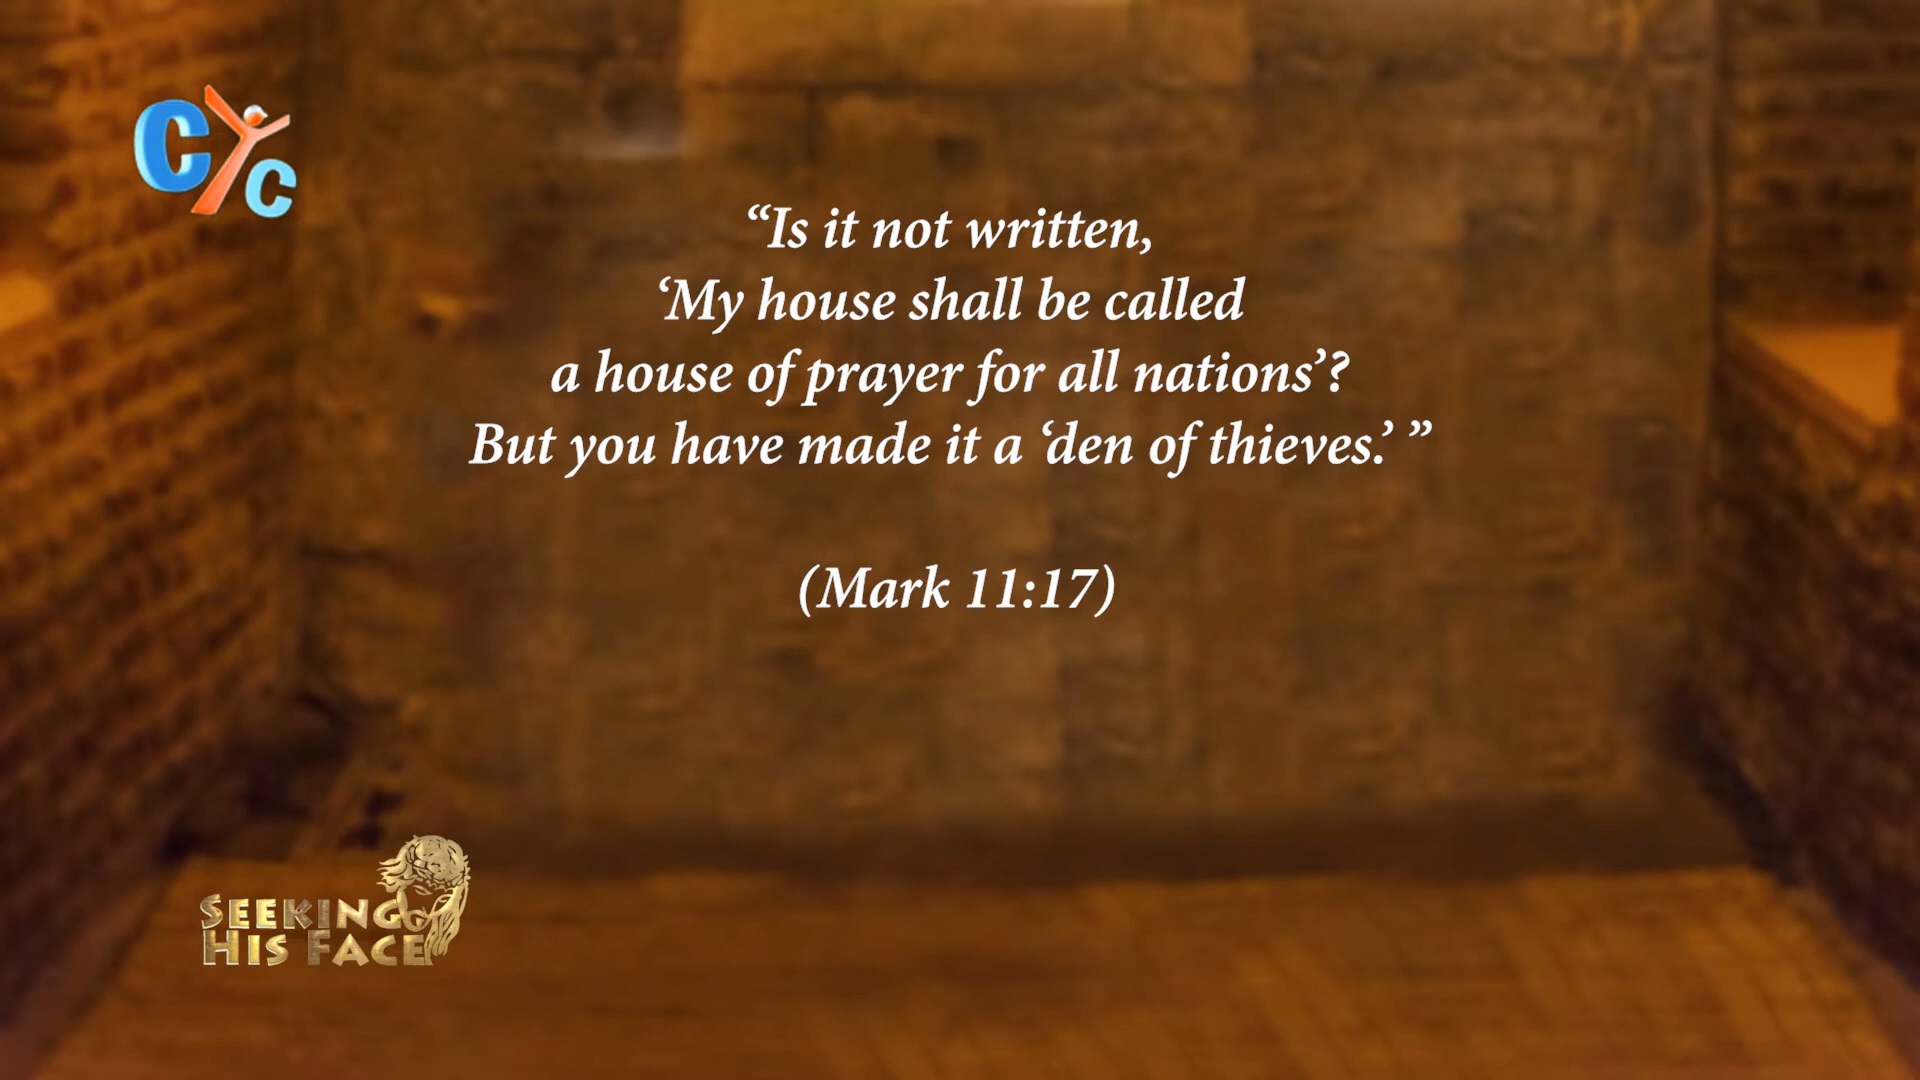 CYC
“Is it not written,
‘My house shall be called
a house of prayer for all nations’?
But you have made it a ‘den of thieves.’ ”
(Mark 11:17)
SEEKING
HIS FACE